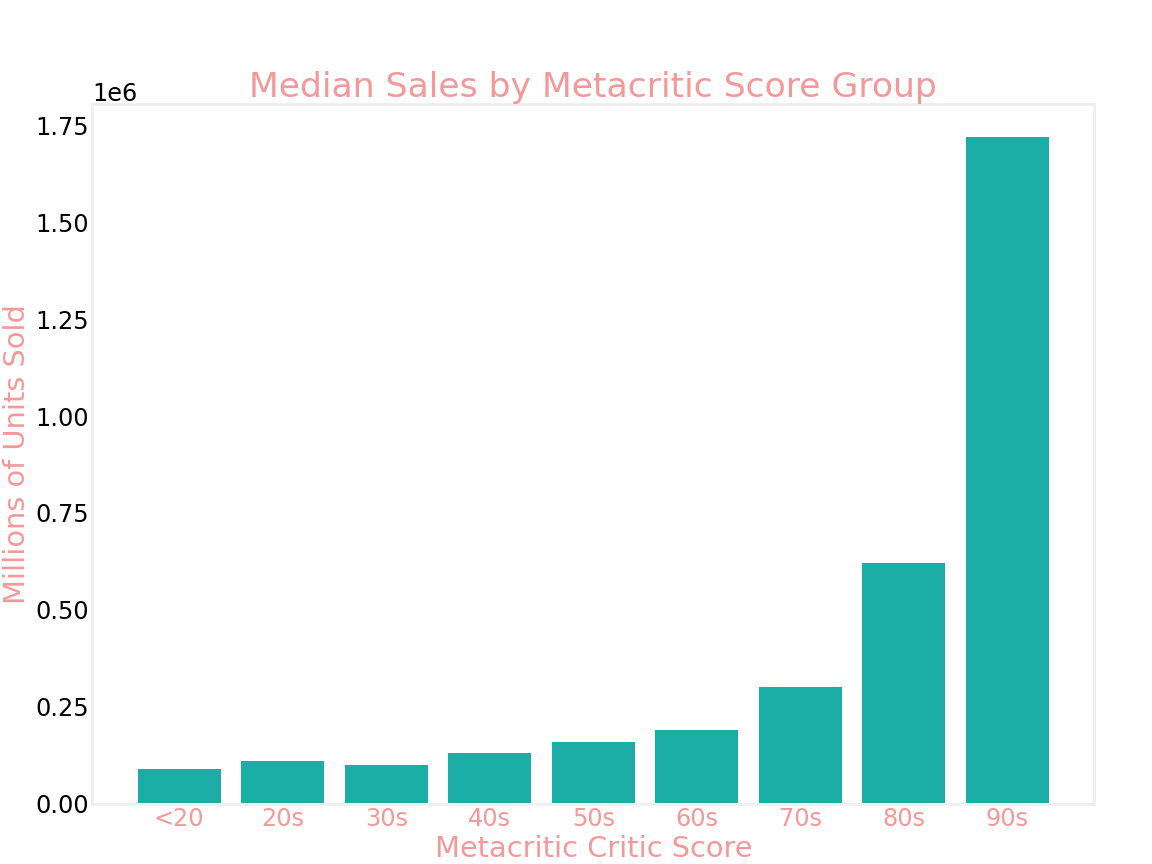 Median Sales by Metacritic Score Group
1e6
1.75
1.50
1.25
1.00
0.75
0.50
0.25
0.00
Millions of Units Sold
<20 20s 30s 40s 50s 60s 70s 80s 90s
Metacritic Critic Score